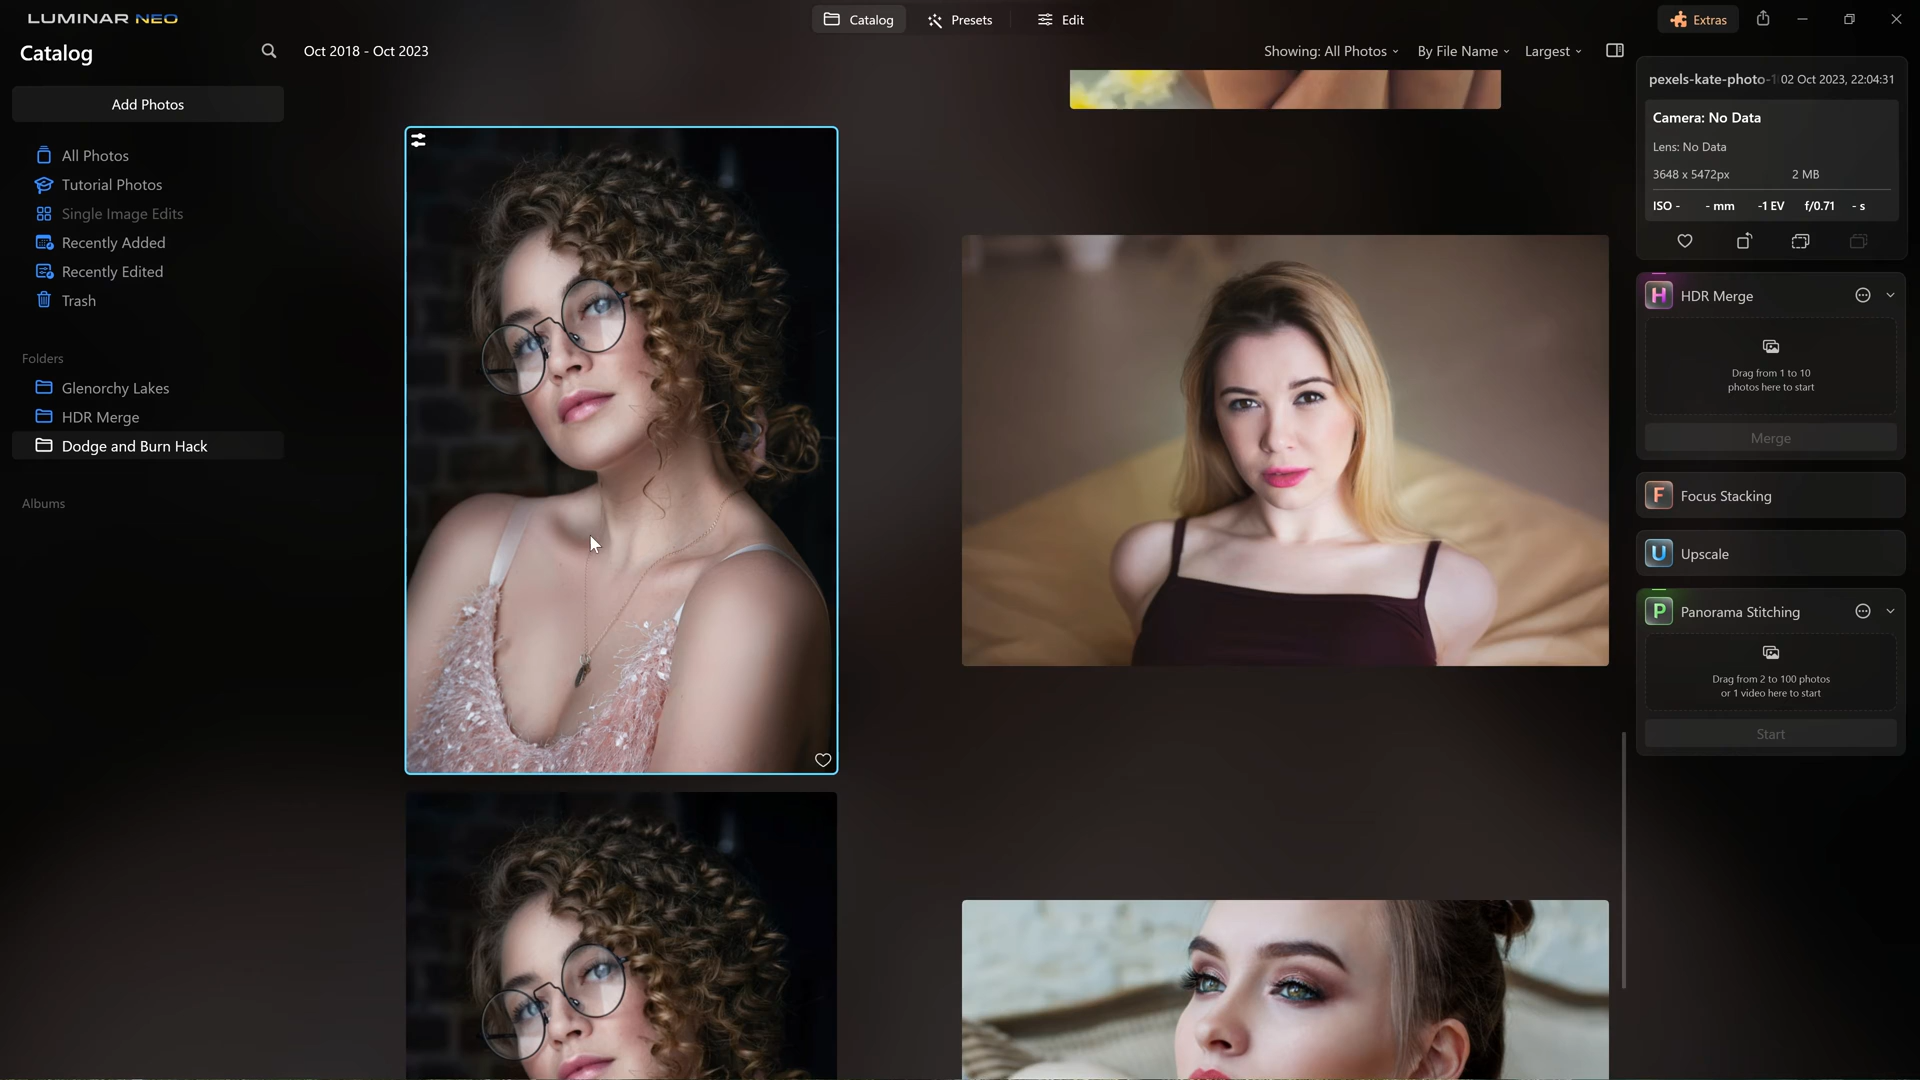 LUMINAR NEO
Catalog
Presets
Edit
Extras
Catalog
Oct 2018 - Oct 2023
Showing: All Photos
By File Name
Largest
Add Photos
All Photos
Tutorial Photos
Single Image Edits
Recently Added
Recently Edited
Trash
Folders
Glenorchy Lakes
HDR Merge
Dodge and Burn Hack
Albums
pexels-kate-photo- 02 Oct 2023, 22:04:31
Camera: No Data
Lens: No Data
3648 x 5472px 2 MB
ISO - - mm -1 EV f/0.71 - s
H HDR Merge
Drag from 1 to 10
photos here to start
Merge
F Focus Stacking
U Upscale
P Panorama Stitching
Drag from 2 to 100 photos
or 1 video here to start
Start